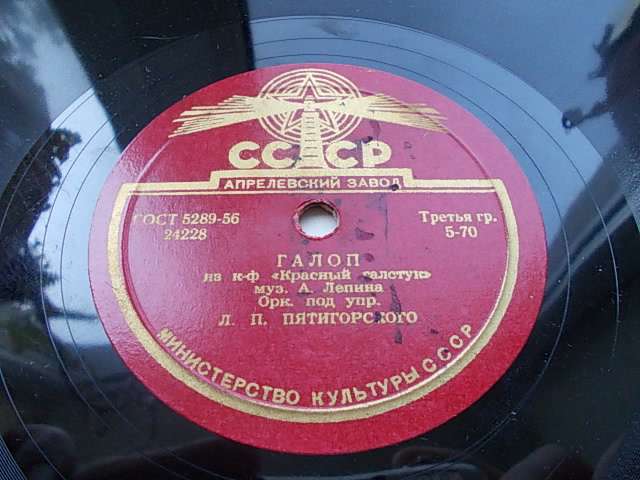 СССР
АПРЕЛЕВСКИЙ ЗАВОД
ГОСТ 5289-56
24228
Третья гр.
5-70
ГАЛОП
из к-ф «Красный галстук»
муз. А. Лепина
Орк. под упр.
Л. П. ПЯТИГОРСКОГО
МИНИСТЕРСТВО КУЛЬТУРЫ СССР